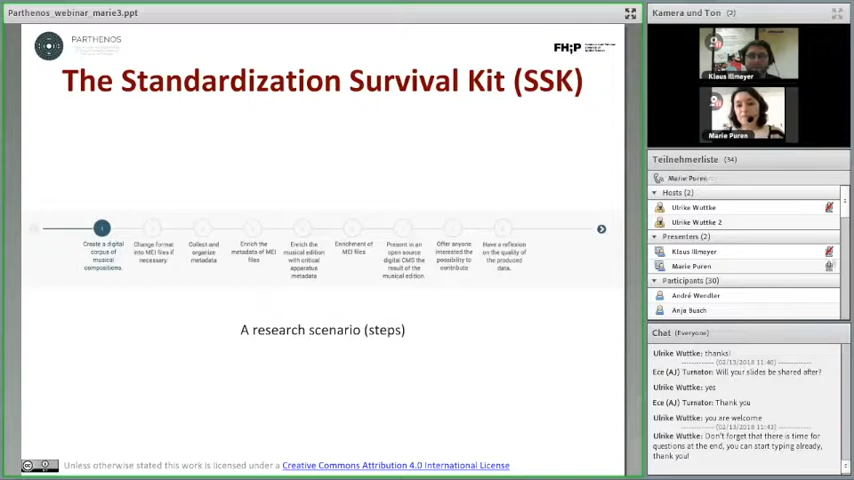 Parthenos_webinar_marie3.ppt
PARTHENOS
FH;P
The Standardization Survival Kit (SSK)
Create a digital corpus of musical compositions.
Change format into MEI files if necessary
Collect and organize metadata
Enrich the metadata of MEI files
Enrich the musical edition with critical apparatus metadata
Enrichment of MEI files
Present in an open source digital CMS the result of the musical edition.
Offer anyone interested the possibility to contribute
Have a reflexion on the quality of the produced data.
A research scenario (steps)
Unless otherwise stated this work is licensed under a Creative Commons Attribution 4.0 International License
Kamera und Ton (2)
Klaus Illmayer
Marie Puren
Teilnehmerliste (34)
Marie Puren
Hosts (2)
Ulrike Wuttke
Ulrike Wuttke 2
Presenters (2)
Klaus Illmayer
Marie Puren
Participants (30)
André Wendler
Anja Busch
Chat (Everyone)
Ulrike Wuttke: thanks!
(02/13/2018 11:40)
Ece (AJ) Turnator: Will your slides be shared after?
Ulrike Wuttke: yes
Ece (AJ) Turnator: Thank you
Ulrike Wuttke: you are welcome
(02/13/2018 11:43)
Ulrike Wuttke: Don't forget that there is time for
questions at the end, you can start typing already,
thank you!